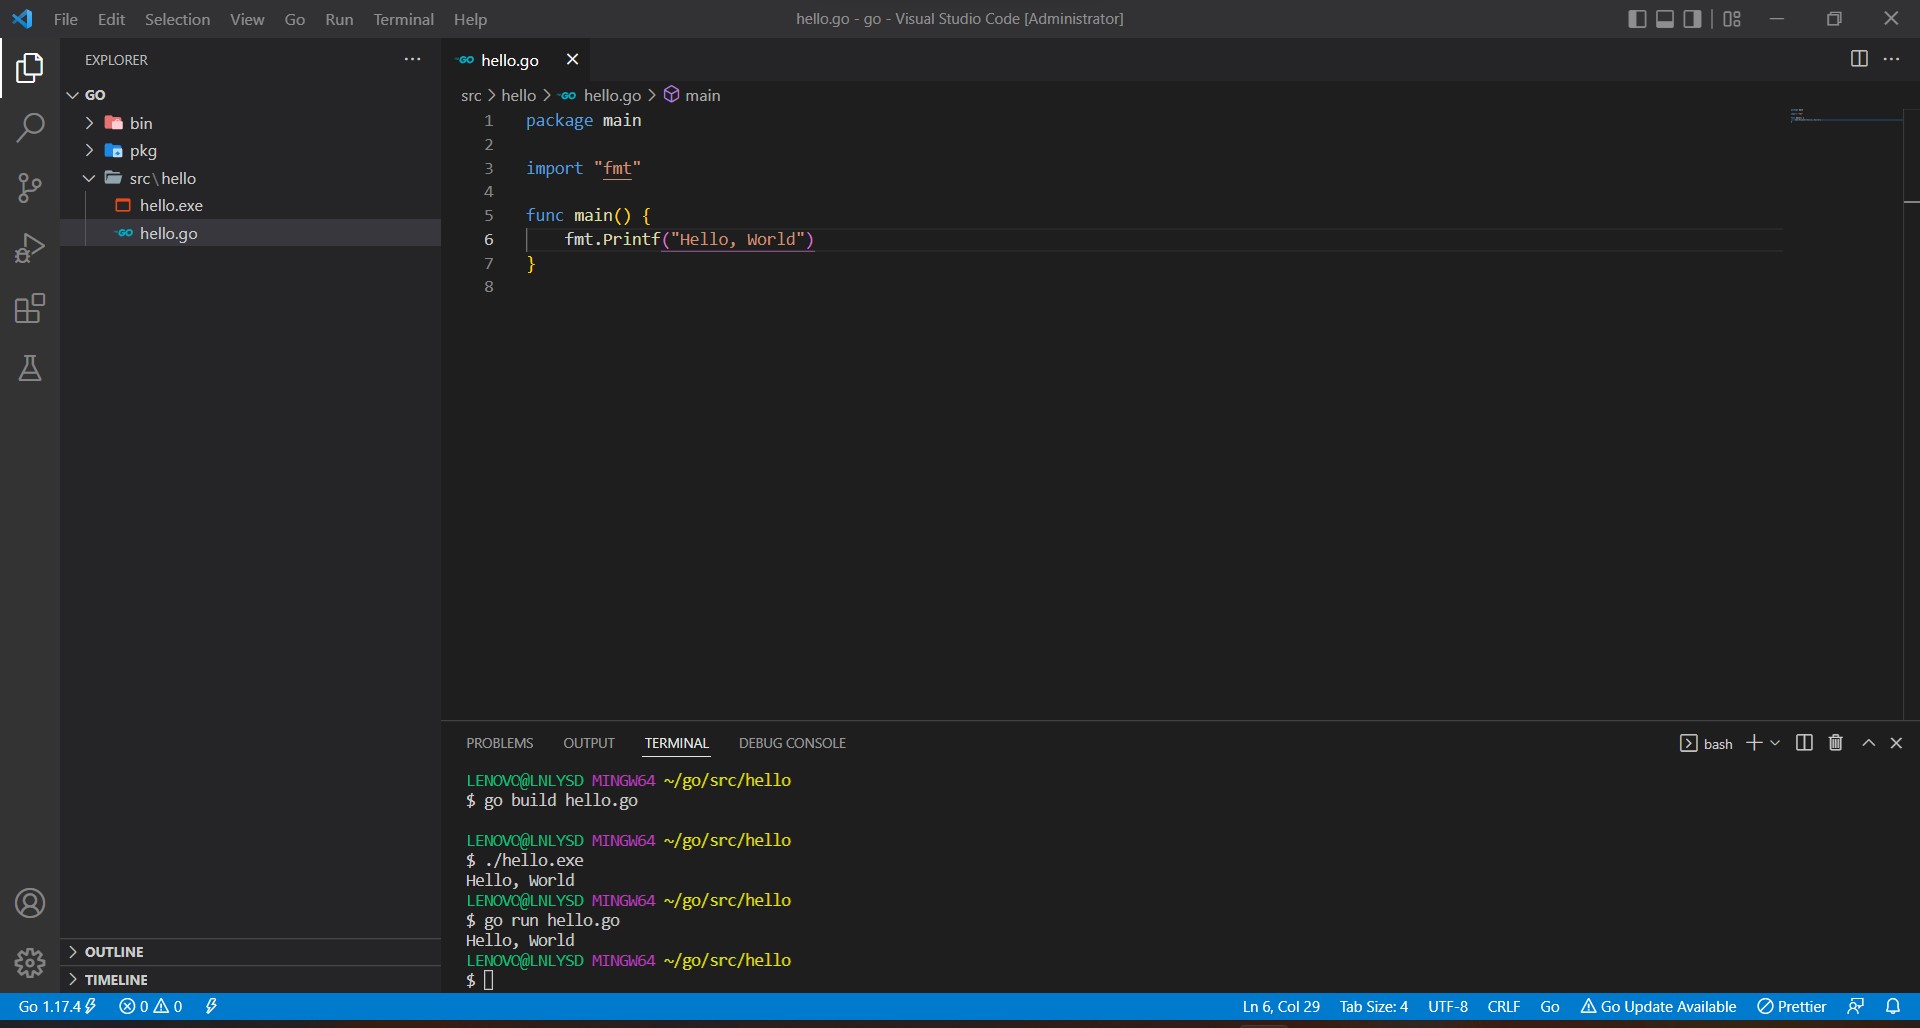 File Edit Selection View Go Run Terminal Help
hello.go - go - Visual Studio Code [Administrator]
EXPLORER
GO
bin
pkg
src\hello
hello.exe
GO hello.go
OUTLINE
TIMELINE
GO hello.go
src > hello > GO hello.go > main
1 package main
2
3 import "fmt"
4
5 func main() {
6 fmt.Printf("Hello, World")
7 }
8
PROBLEMS OUTPUT TERMINAL DEBUG CONSOLE
bash
LENOVO@LNLYSD MINGW64 ~/go/src/hello
$ go build hello.go
LENOVO@LNLYSD MINGW64 ~/go/src/hello
$ ./hello.exe
Hello, World
LENOVO@LNLYSD MINGW64 ~/go/src/hello
$ go run hello.go
Hello, World
LENOVO@LNLYSD MINGW64 ~/go/src/hello
$
Go 1.17.4 0 0 Ln 6, Col 29 Tab Size: 4 UTF-8 CRLF Go Go Update Available Prettier